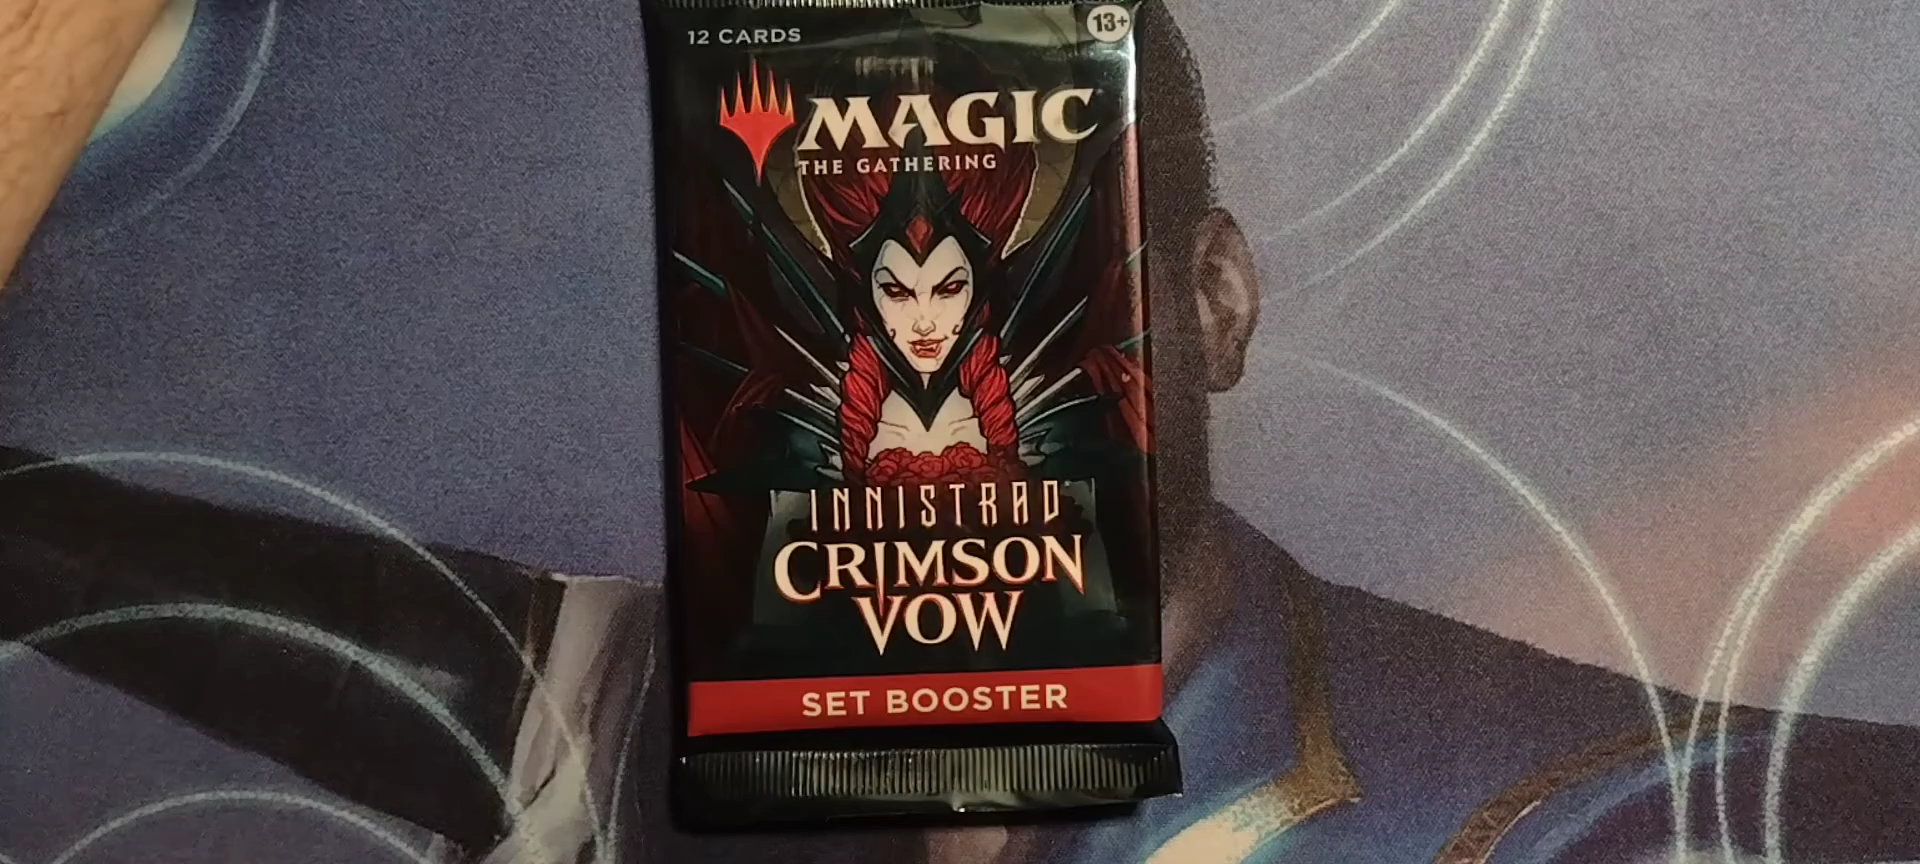 12 CARDS
13+
MAGIC
THE GATHERING
INNISTRAD
CRIMSON
VOW
SET BOOSTER